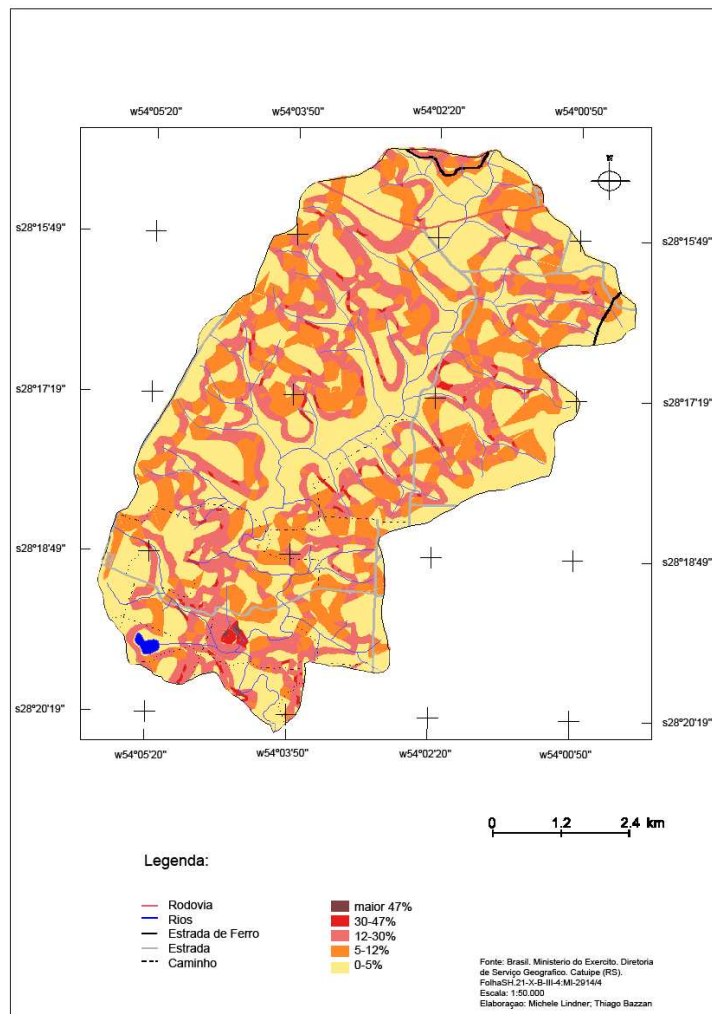 w54°05'20" w54°03'50" w54°02'20" w54°00'50"
N
s28°15'49" s28°15'49"
s28°17'19" s28°17'19"
s28°18'49" s28°18'49"
s28°20'19" s28°20'19"
w54°05'20" w54°03'50" w54°02'20" w54°00'50"
0 1.2 2.4 km
Legenda:
Rodovia
Rios
Estrada de Ferro
Estrada
Caminho
maior 47%
30-47%
12-30%
5-12%
0-5%
Fonte: Brasil. Ministerio do Exercito. Diretoria
de Serviço Geografico. Catuipe (RS).
FolhaSH.21-X-B-III-4:MI-2914/4
Escala: 1:50.000
Elaboraçao: Michele Lindner; Thiago Bazzan